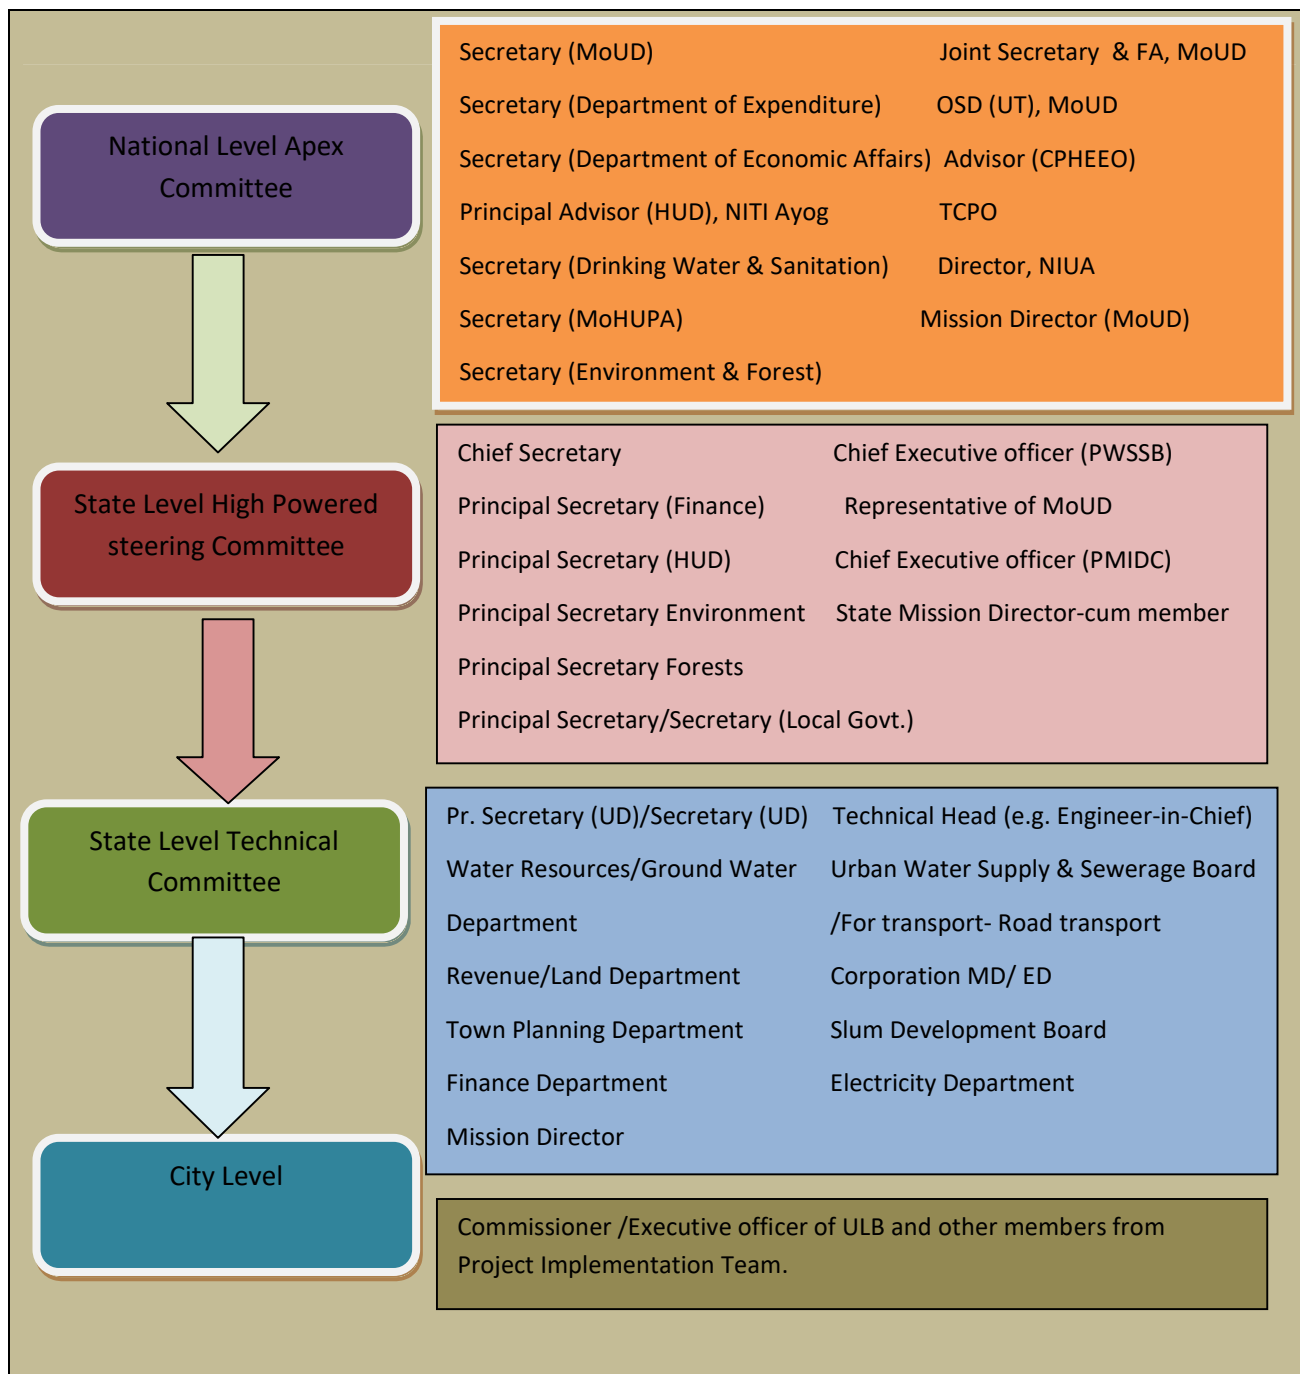 National Level Apex
Committee
Secretary (MoUD) Joint Secretary & FA, MoUD
Secretary (Department of Expenditure) OSD (UT), MoUD
Secretary (Department of Economic Affairs) Advisor (CPHEEO)
Principal Advisor (HUD), NITI Ayog TCPO
Secretary (Drinking Water & Sanitation) Director, NIUA
Secretary (MoHUPA) Mission Director (MoUD)
Secretary (Environment & Forest)
State Level High Powered
steering Committee
Chief Secretary Chief Executive officer (PWSSB)
Principal Secretary (Finance) Representative of MoUD
Principal Secretary (HUD) Chief Executive officer (PMIDC)
Principal Secretary Environment State Mission Director-cum member
Principal Secretary Forests
Principal Secretary/Secretary (Local Govt.)
State Level Technical
Committee
Pr. Secretary (UD)/Secretary (UD) Technical Head (e.g. Engineer-in-Chief)
Water Resources/Ground Water Urban Water Supply & Sewerage Board
Department /For transport- Road transport
Revenue/Land Department Corporation MD/ ED
Town Planning Department Slum Development Board
Finance Department Electricity Department
Mission Director
City Level
Commissioner /Executive officer of ULB and other members from
Project Implementation Team.